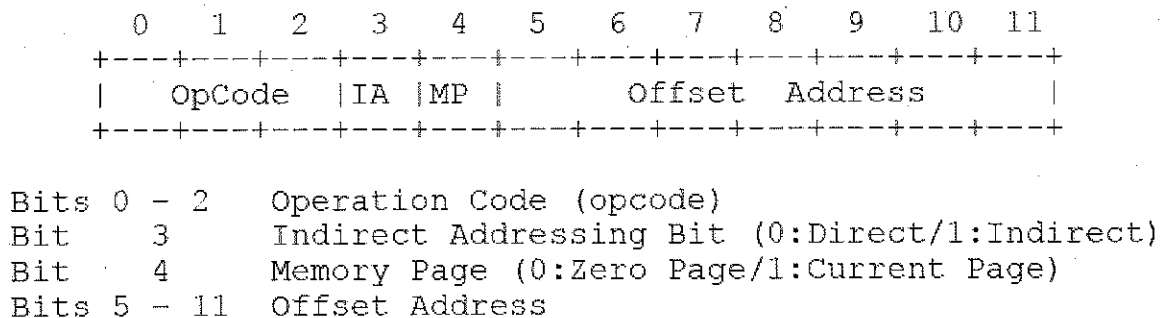 0 1 2 3 4 5 6 7 8 9 10 11
+---+---+---+---+---+---+---+---+---+---+---+---+
| OpCode |IA |MP | Offset Address |
+---+---+---+---+---+---+---+---+---+---+---+---+
Bits 0 - 2 Operation Code (opcode)
Bit 3 Indirect Addressing Bit (0:Direct/1:Indirect)
Bit 4 Memory Page (0:Zero Page/1:Current Page)
Bits 5 - 11 Offset Address